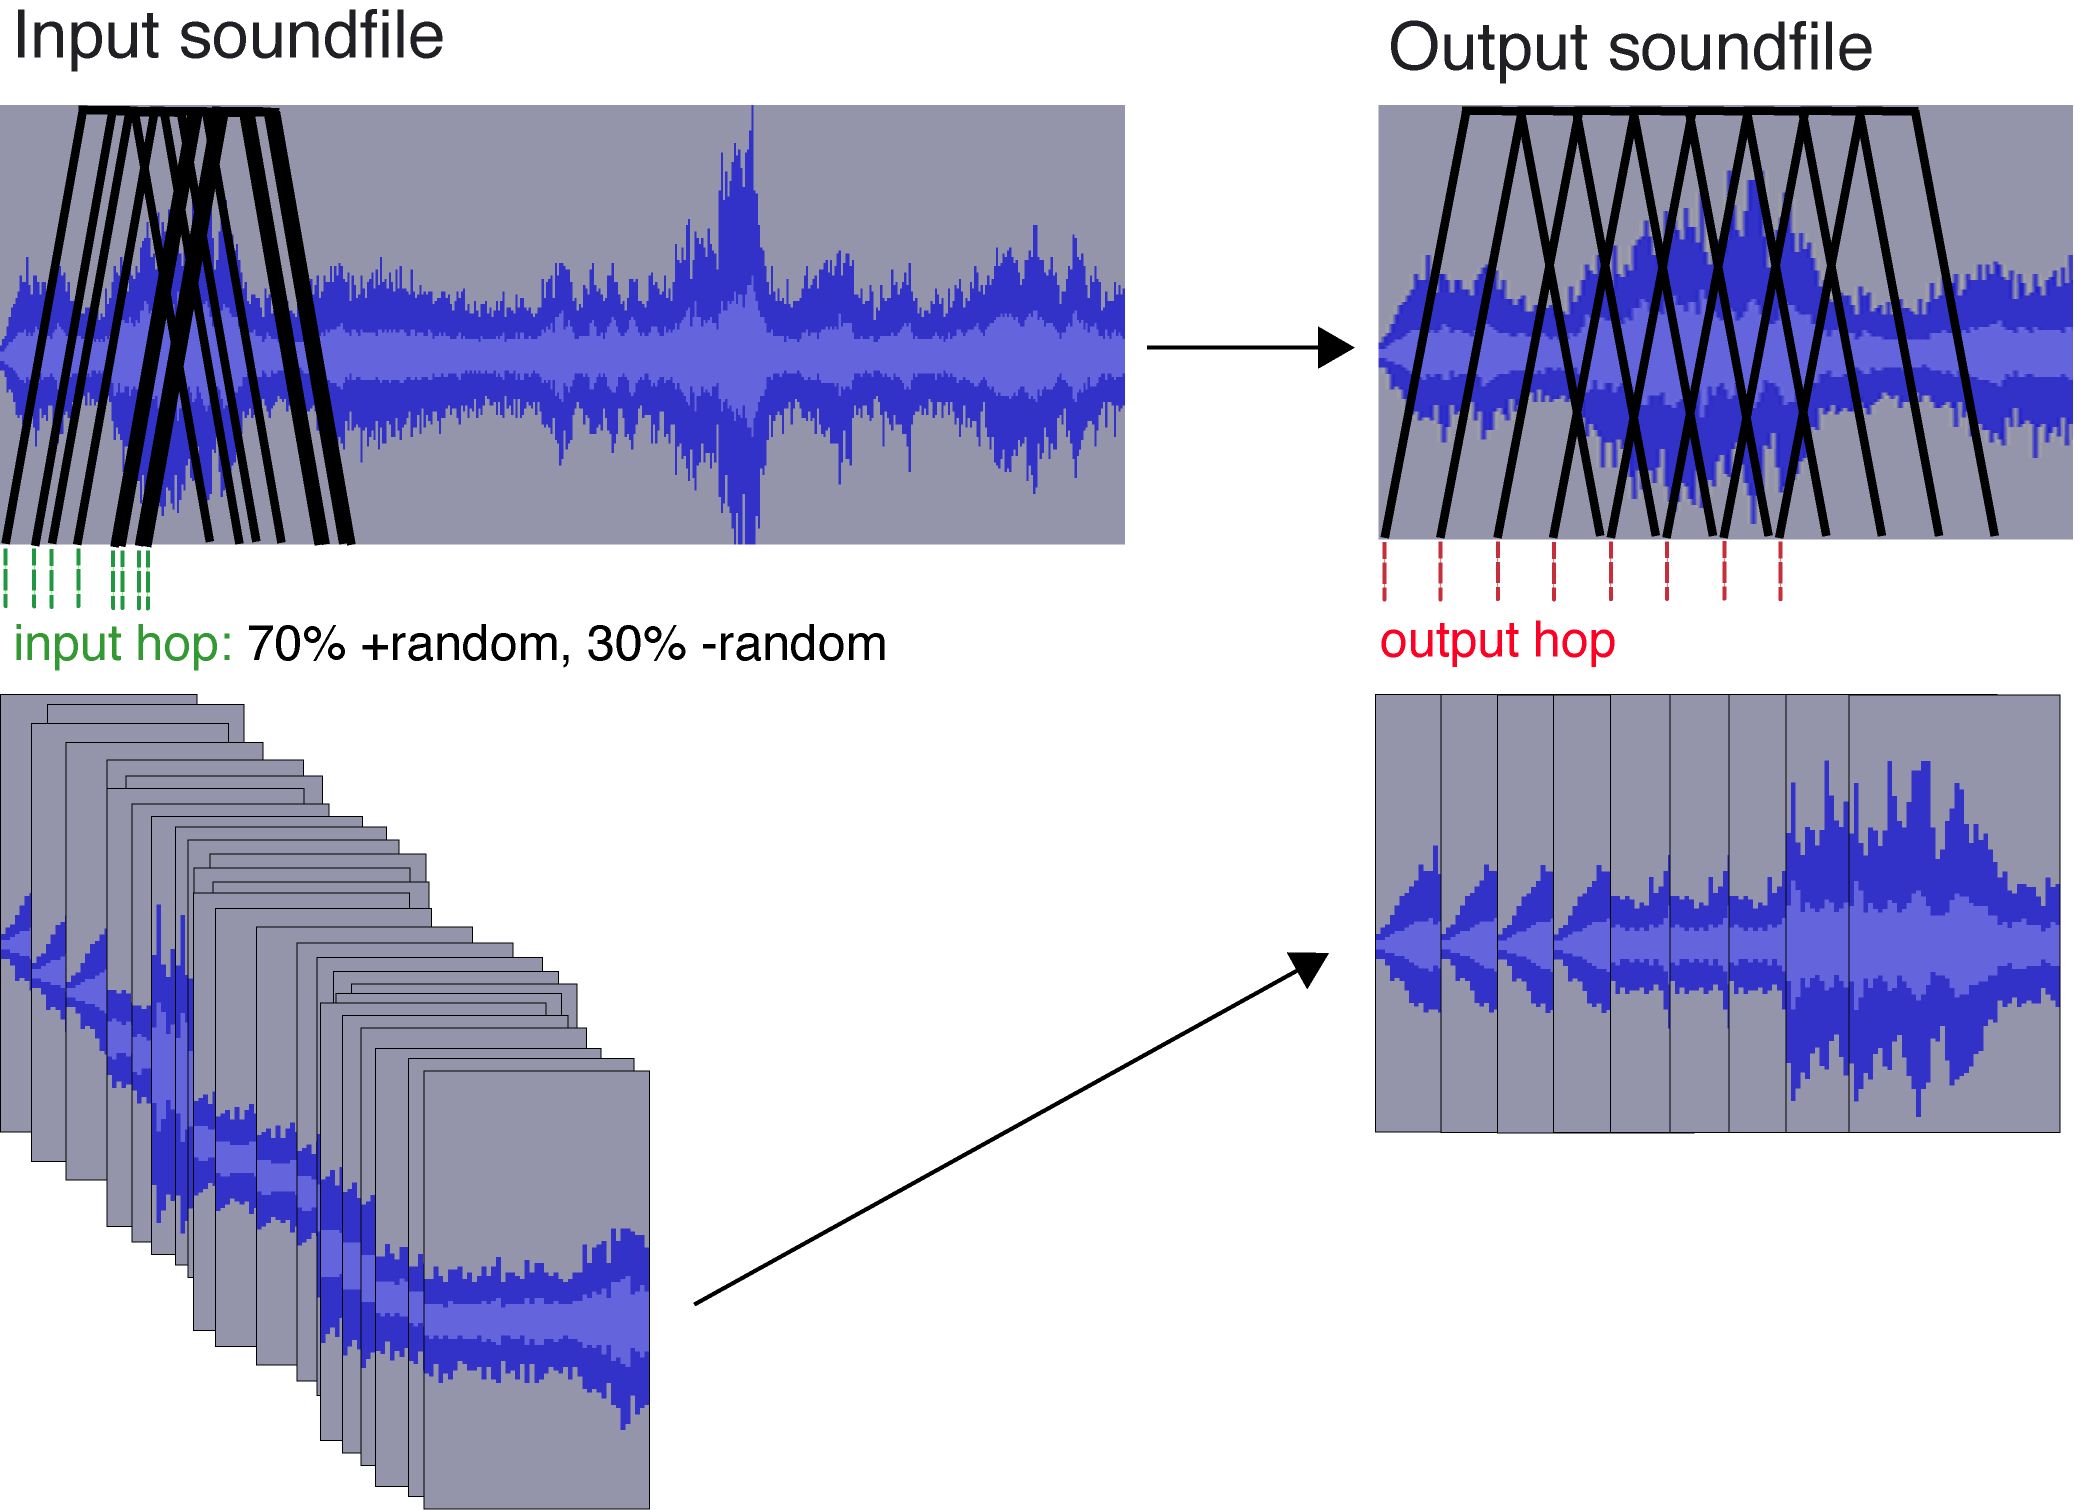 Input soundfile
Output soundfile
input hop: 70% +random, 30% -random
output hop